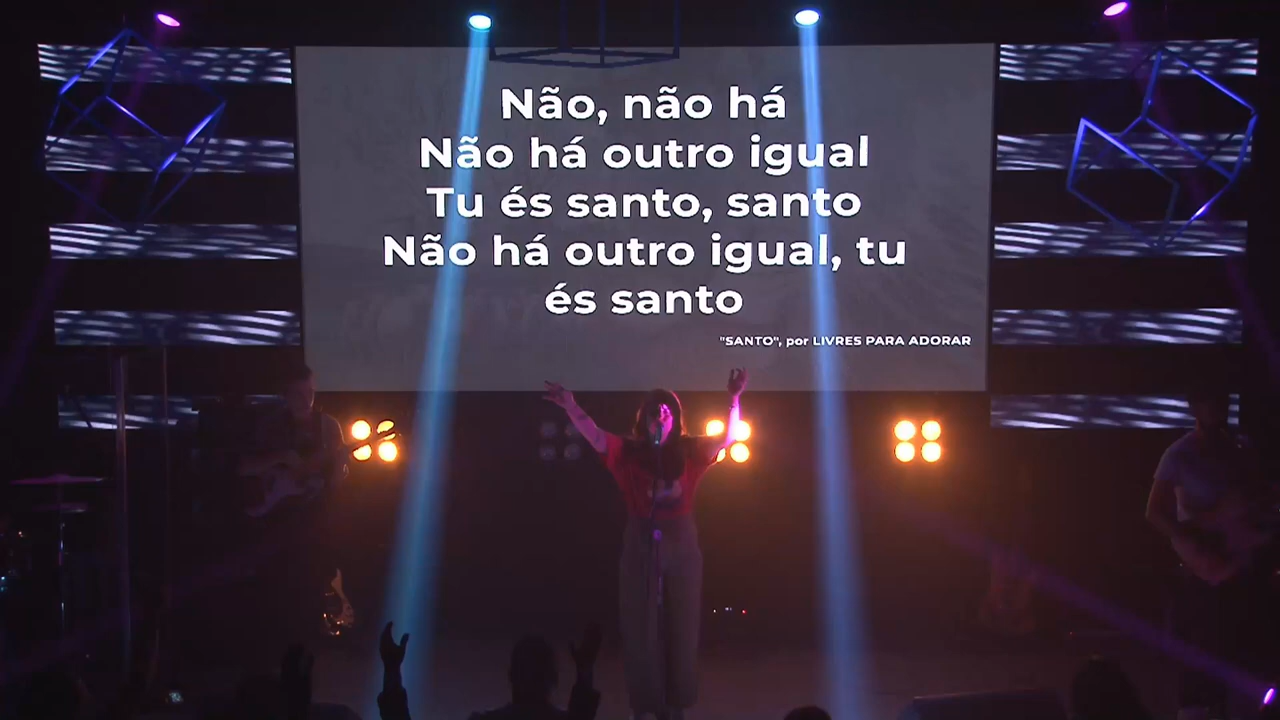 Não, não há
Não há outro igual
Tu és santo, santo
Não há outro igual, tu
és santo
"SANTO", por LIVRES PARA ADORAR